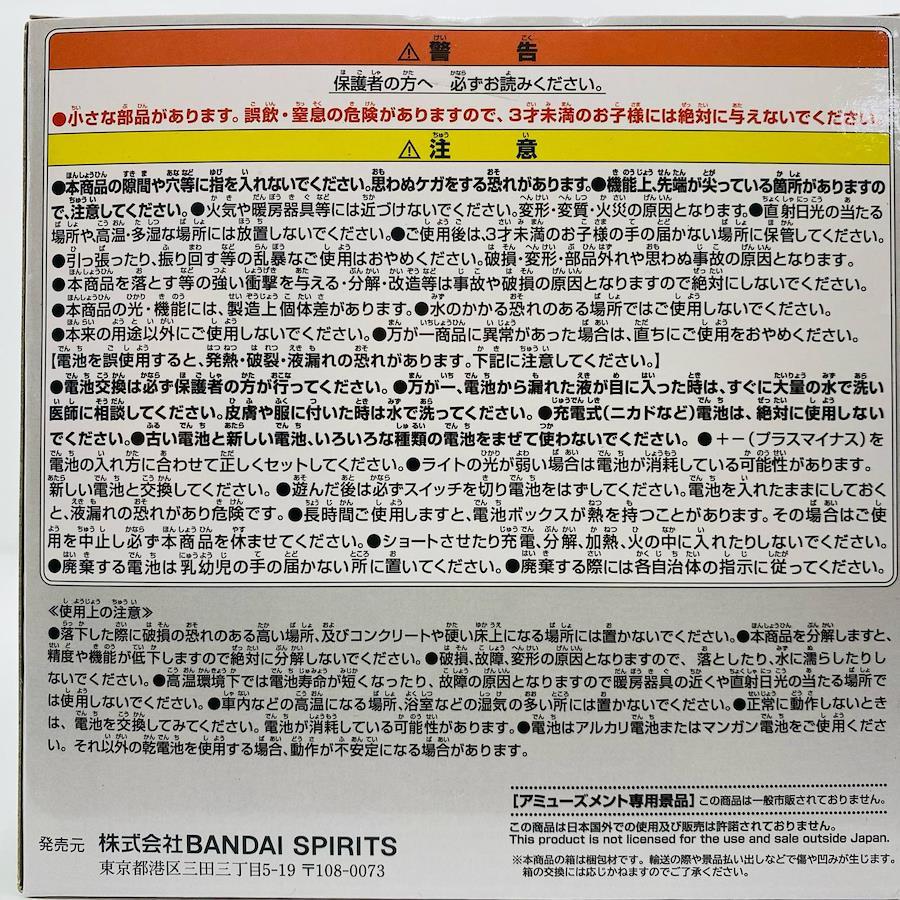 ⚠ 警告
保護者の方へ 必ずお読みください。
●小さな部品があります。誤飲・窒息の危険がありますので、3才未満のお子様には絶対に与えないでください。
⚠ 注意
●本商品の隙間や穴等に指を入れないでください。思わぬケガをする恐れがあります。●機能上、先端が尖っている箇所がありますの
で、注意してください。●火気や暖房器具等には近づけないでください。変形・変質・火災の原因となります。●直射日光の当たる
場所や、高温・多湿な場所には放置しないでください。●ご使用後は、3才未満のお子様の手の届かない場所に保管してください。
●引っ張ったり、振り回す等の乱暴なご使用はおやめください。破損・変形・部品外れや思わぬ事故の原因となります。
●本商品を落とす等の強い衝撃を与える・分解・改造等は事故や破損の原因となりますので絶対にしないでください。
●本商品の光・機能には、製造上個体差があります。●水のかかる恐れのある場所ではご使用しないでください。
●本来の用途以外にご使用しないでください。●万が一商品に異常があった場合は、直ちにご使用をおやめください。
【電池を誤使用すると、発熱・破裂・液漏れの恐れがあります。下記に注意してください。】
●電池交換は必ず保護者の方が行ってください。●万が一、電池から漏れた液が目に入った時は、すぐに大量の水で洗い
医師に相談してください。皮膚や服に付いた時は水で洗ってください。●充電式(ニカドなど)電池は、絶対に使用しない
でください。●古い電池と新しい電池、いろいろな種類の電池をまぜて使わないでください。●＋−(プラスマイナス)を
電池の入れ方に合わせて正しくセットしてください。●ライトの光が弱い場合は電池が消耗している可能性があります。
新しい電池と交換してください。●遊んだ後は必ずスイッチを切り電池をはずしてください。電池を入れたままにしておく
と、液漏れの恐れがあり危険です。●長時間ご使用しますと、電池ボックスが熱を持つことがあります。その場合はご使
用を中止し必ず本商品を休ませてください。●ショートさせたり充電、分解、加熱、火の中に入れたりしないでください。
●廃棄する電池は乳幼児の手の届かない所に置いてください。●廃棄する際には各自治体の指示に従ってください。
≪使用上の注意≫
●落下した際に破損の恐れのある高い場所、及びコンクリートや硬い床上になる場所には置かないでください。●本商品を分解しますと、
精度や機能が低下しますので絶対に分解しないでください。●破損、故障、変形の原因となりますので、落としたり、水に濡らしたりし
ないでください。●高温環境下では電池寿命が短くなったり、故障の原因となりますので暖房器具の近くや直射日光の当たる場所で
は使用しないでください。●車内などの高温になる場所、浴室などの湿気の多い所には置かないでください。●正常に動作しないとき
は、電池を交換してみてください。電池が消耗している可能性があります。●電池はアルカリ電池またはマンガン電池をご使用くださ
い。それ以外の乾電池を使用する場合、動作が不安定になる場合があります。
[アミューズメント専用景品] この商品は一般市販されておりません。
この商品は日本国外での使用及び販売は許諾されておりません。
This product is not licensed for the use and sale outside Japan.
※本商品の箱は梱包材です。輸送の際や景品払い出しなどで傷や凹みが生じます。
箱の交換には応じかねますのでご了承ください。
発売元 株式会社BANDAI SPIRITS
東京都港区三田三丁目5-19 〒108-0073